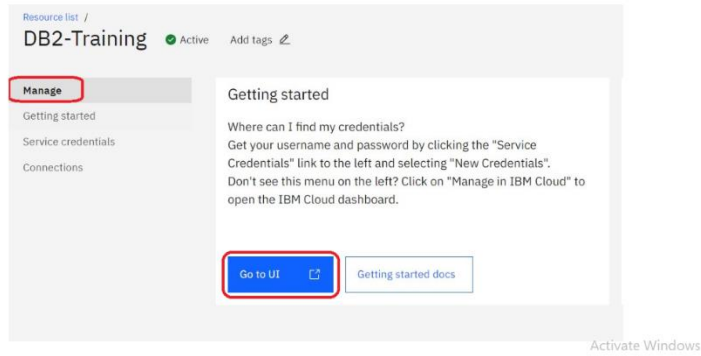 Resource list /
DB2-Training Active Add tags
Manage
Getting started
Service credentials
Connections
Getting started
Where can I find my credentials?
Get your username and password by clicking the "Service
Credentials" link to the left and selecting "New Credentials".
Don't see this menu on the left? Click on "Manage in IBM Cloud" to
open the IBM Cloud dashboard.
Go to UI
Getting started docs
Activate Windows